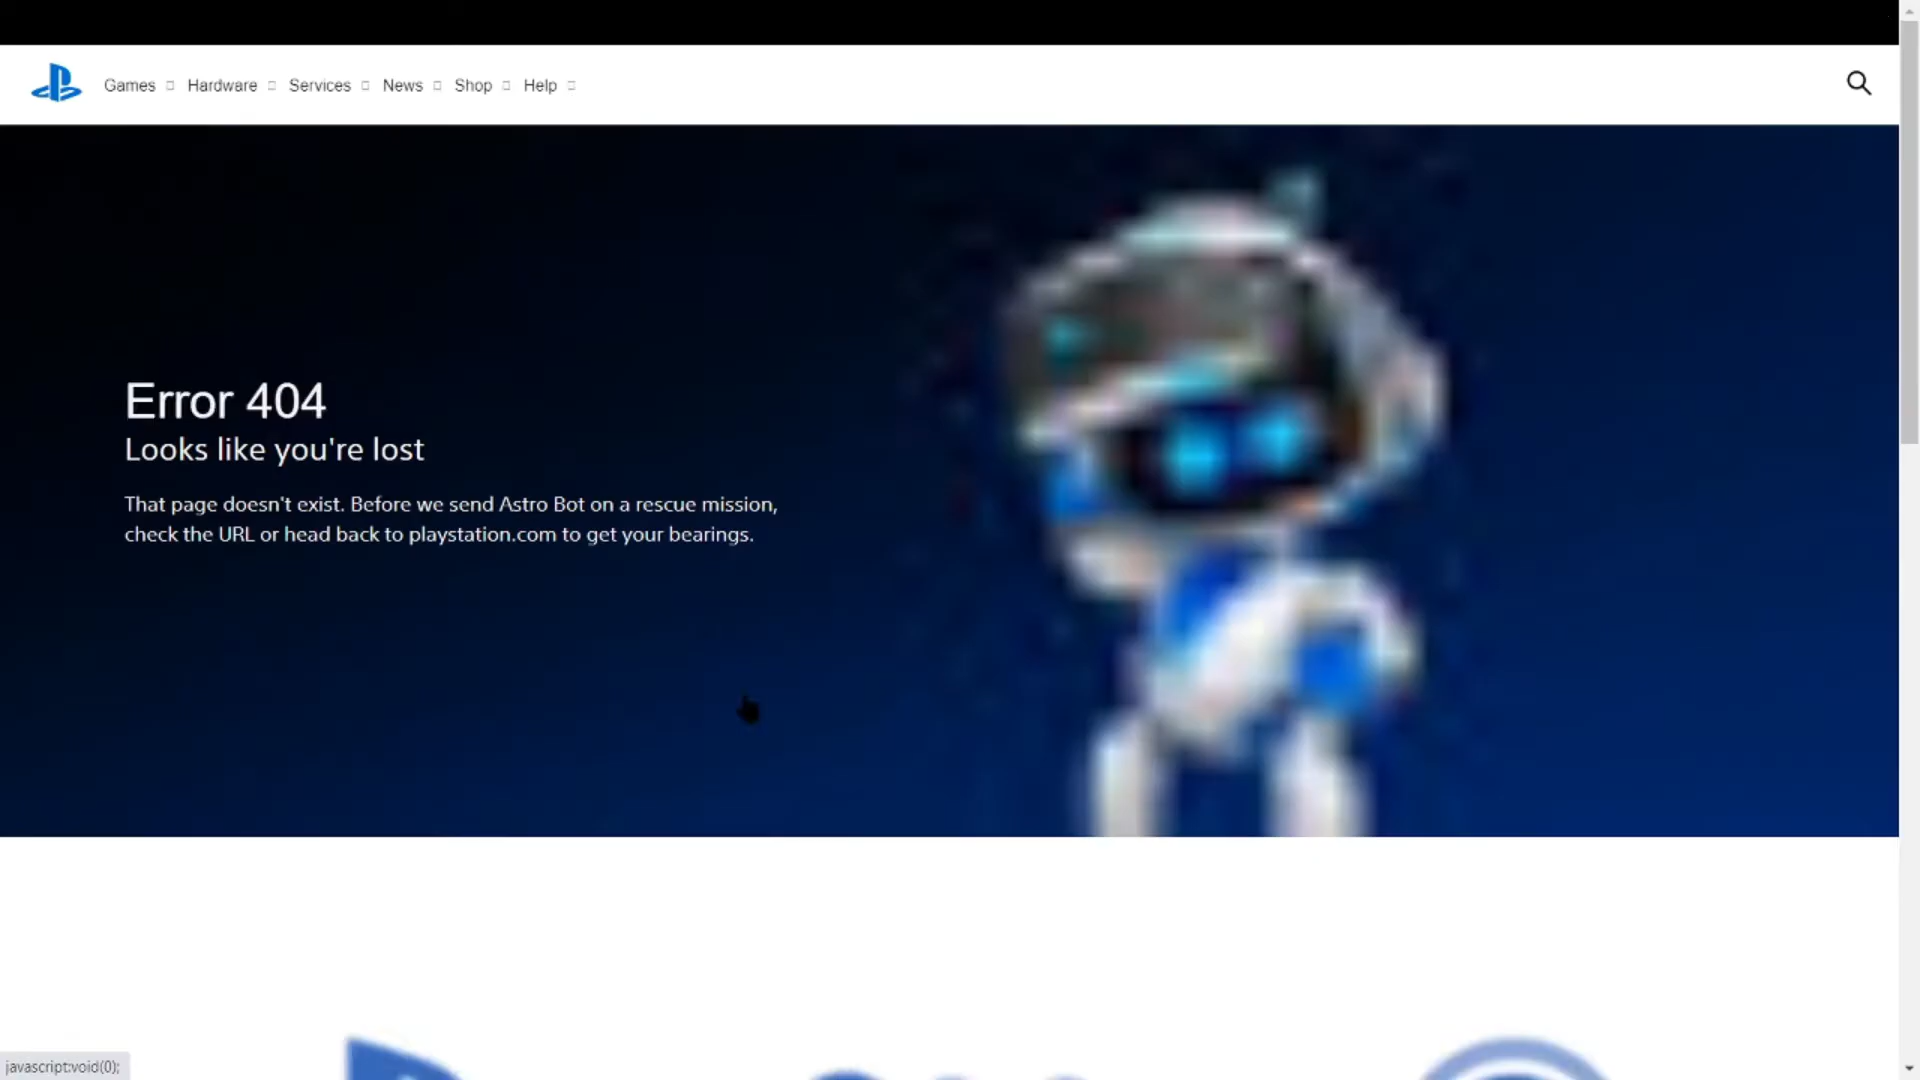 Games Hardware Services News Shop Help
Error 404
Looks like you're lost
That page doesn't exist. Before we send Astro Bot on a rescue mission,
check the URL or head back to playstation.com to get your bearings.
javascript:void(0);